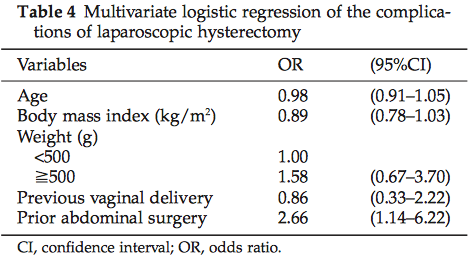 Table 4 Multivariate logistic regression of the complica-
tions of laparoscopic hysterectomy
Variables OR (95%CI)
Age 0.98 (0.91–1.05)
Body mass index (kg/m²) 0.89 (0.78–1.03)
Weight (g)
<500 1.00
≧500 1.58 (0.67–3.70)
Previous vaginal delivery 0.86 (0.33–2.22)
Prior abdominal surgery 2.66 (1.14–6.22)
CI, confidence interval; OR, odds ratio.